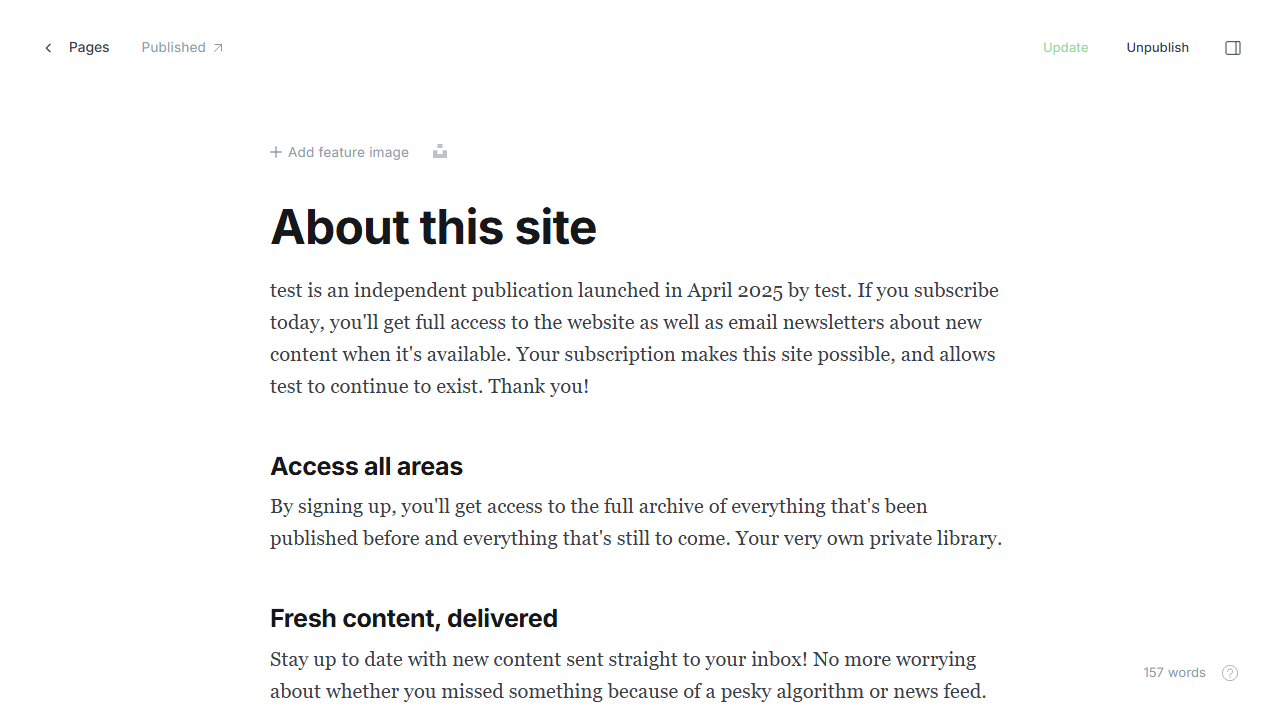 Pages
Published
Update
Unpublish
Add feature image
About this site
test is an independent publication launched in April 2025 by test. If you subscribe
today, you'll get full access to the website as well as email newsletters about new
content when it's available. Your subscription makes this site possible, and allows
test to continue to exist. Thank you!
Access all areas
By signing up, you'll get access to the full archive of everything that's been
published before and everything that's still to come. Your very own private library.
Fresh content, delivered
Stay up to date with new content sent straight to your inbox! No more worrying
about whether you missed something because of a pesky algorithm or news feed.
157 words